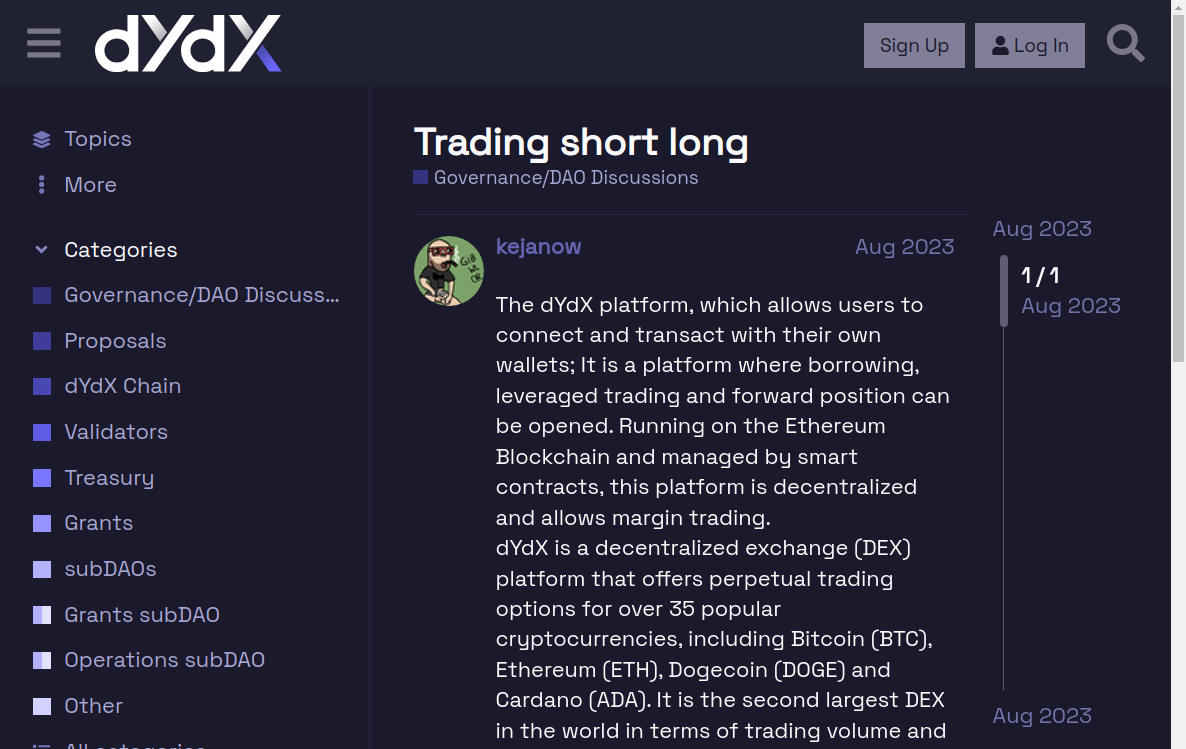 dYdX
Sign Up
Log In
Topics
More
Categories
Governance/DAO Discuss...
Proposals
dYdX Chain
Validators
Treasury
Grants
subDAOs
Grants subDAO
Operations subDAO
Other
All categories
Trading short long
Governance/DAO Discussions
kejanow
Aug 2023
The dYdX platform, which allows users to
connect and transact with their own
wallets; It is a platform where borrowing,
leveraged trading and forward position can
be opened. Running on the Ethereum
Blockchain and managed by smart
contracts, this platform is decentralized
and allows margin trading.
dYdX is a decentralized exchange (DEX)
platform that offers perpetual trading
options for over 35 popular
cryptocurrencies, including Bitcoin (BTC),
Ethereum (ETH), Dogecoin (DOGE) and
Cardano (ADA). It is the second largest DEX
in the world in terms of trading volume and
Aug 2023
1 / 1
Aug 2023
Aug 2023